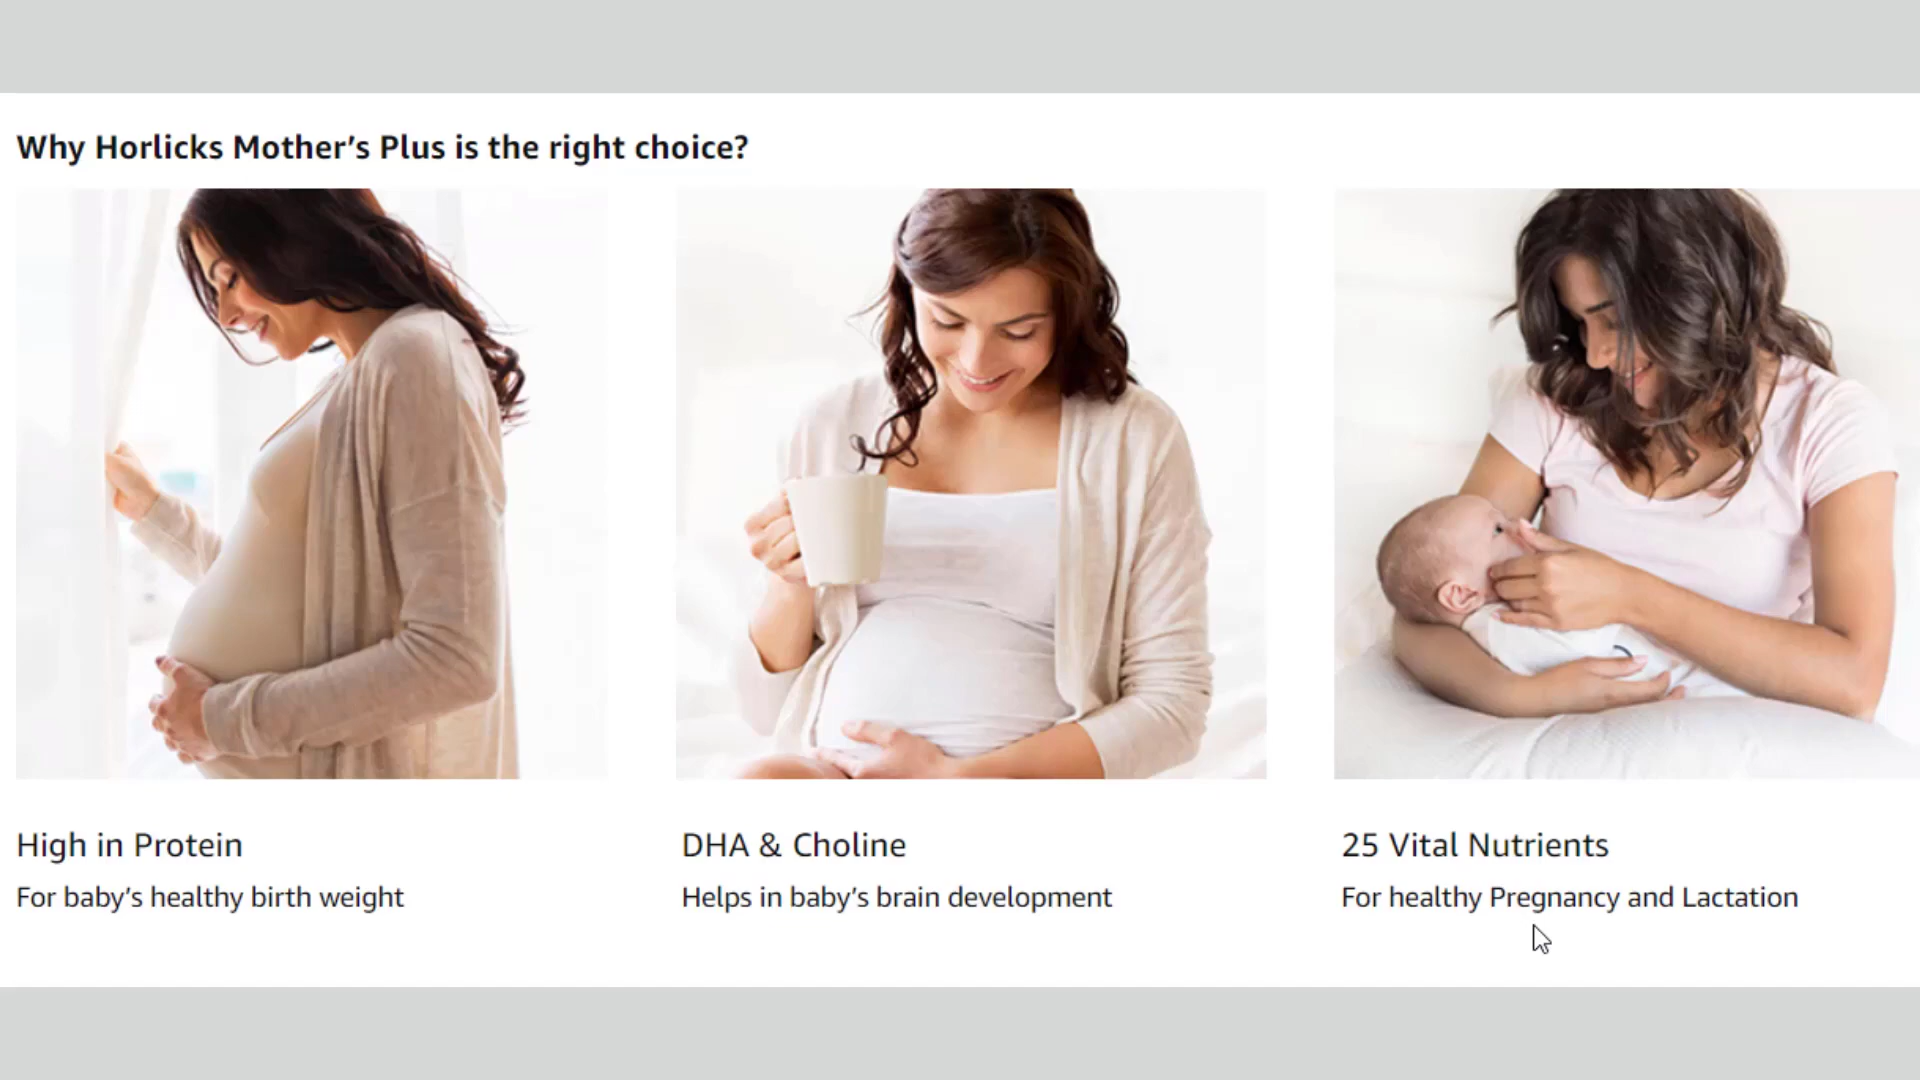 Why Horlicks Mother's Plus is the right choice?
High in Protein
For baby's healthy birth weight
DHA & Choline
Helps in baby's brain development
25 Vital Nutrients
For healthy Pregnancy and Lactation